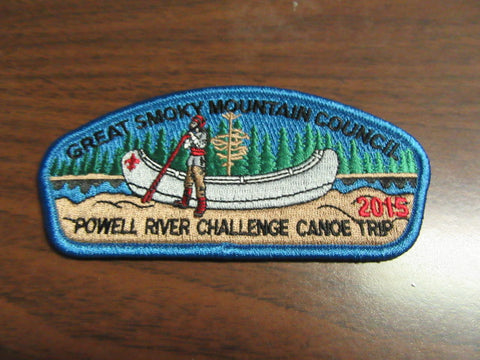 GREAT SMOKY MOUNTAIN COUNCIL
2015
POWELL RIVER CHALLENGE CANOE TRIP